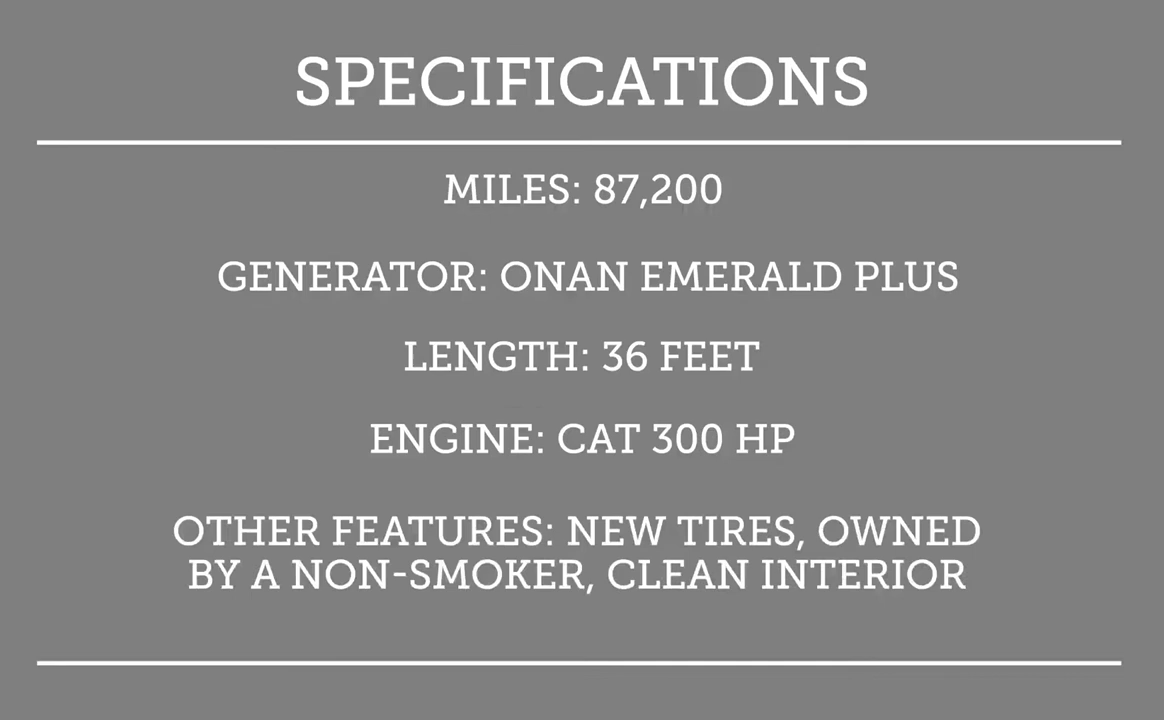 SPECIFICATIONS
MILES: 87,200
GENERATOR: ONAN EMERALD PLUS
LENGTH: 36 FEET
ENGINE: CAT 300 HP
OTHER FEATURES: NEW TIRES, OWNED
BY A NON-SMOKER, CLEAN INTERIOR